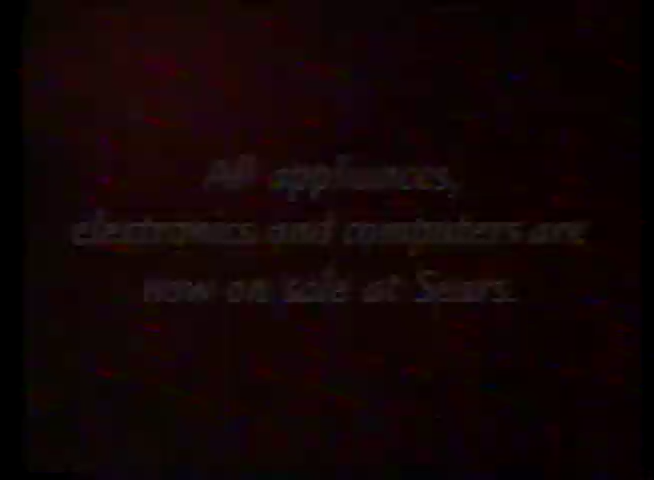 All appliances,
electronics and computers are
now on sale at Sears.